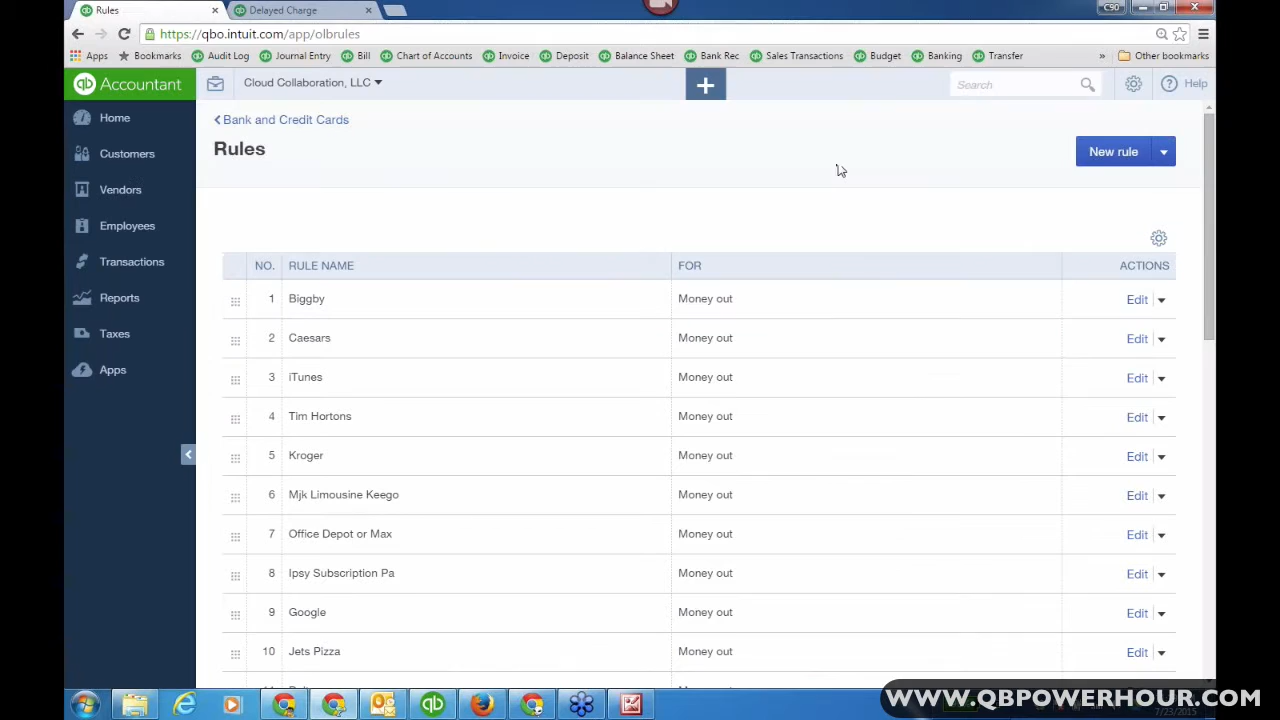 Rules
Delayed Charge
C90
https://qbo.intuit.com/app/olbrules
Apps
Bookmarks
Audit Log
Journal Entry
Bill
Chart of Accounts
Invoice
Deposit
Balance Sheet
Bank Rec
Sales Transactions
Budget
Banking
Transfer
»
Other bookmarks
qb Accountant
Cloud Collaboration, LLC
+
Search
? Help
Home
Customers
Vendors
Employees
Transactions
Reports
Taxes
Apps
Bank and Credit Cards
Rules
New rule
NO. RULE NAME FOR ACTIONS
1 Biggby Money out Edit
2 Caesars Money out Edit
3 iTunes Money out Edit
4 Tim Hortons Money out Edit
5 Kroger Money out Edit
6 Mjk Limousine Keego Money out Edit
7 Office Depot or Max Money out Edit
8 Ipsy Subscription Pa Money out Edit
9 Google Money out Edit
10 Jets Pizza Money out Edit
WWW.QBPOWERHOUR.COM
7/23/2015